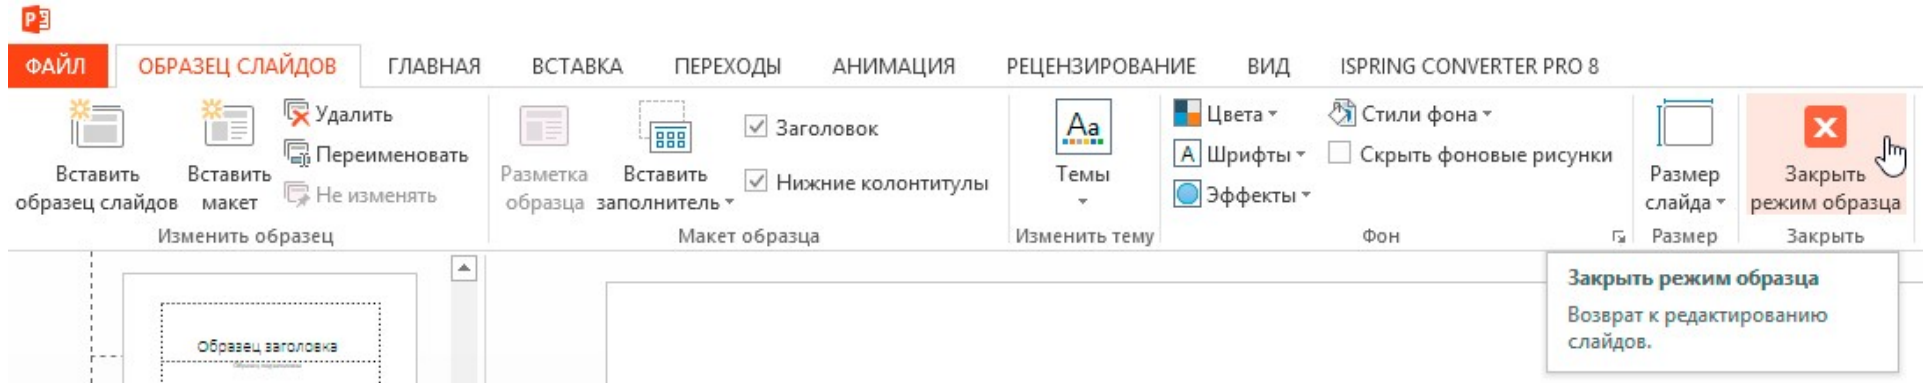 ФАЙЛ ОБРАЗЕЦ СЛАЙДОВ ГЛАВНАЯ ВСТАВКА ПЕРЕХОДЫ АНИМАЦИЯ РЕЦЕНЗИРОВАНИЕ ВИД ISPRING CONVERTER PRO 8
Вставить
образец слайдов
Вставить
макет
Удалить
Переименовать
Не изменять
Изменить образец
Разметка
образца
Вставить
заполнитель
Заголовок
Нижние колонтитулы
Макет образца
Aa
Темы
Изменить тему
Цвета
А Шрифты
Эффекты
Стили фона
Скрыть фоновые рисунки
Фон
Размер
слайда
Размер
Закрыть
режим образца
Закрыть
Закрыть режим образца
Возврат к редактированию
слайдов.
Образец заголовка